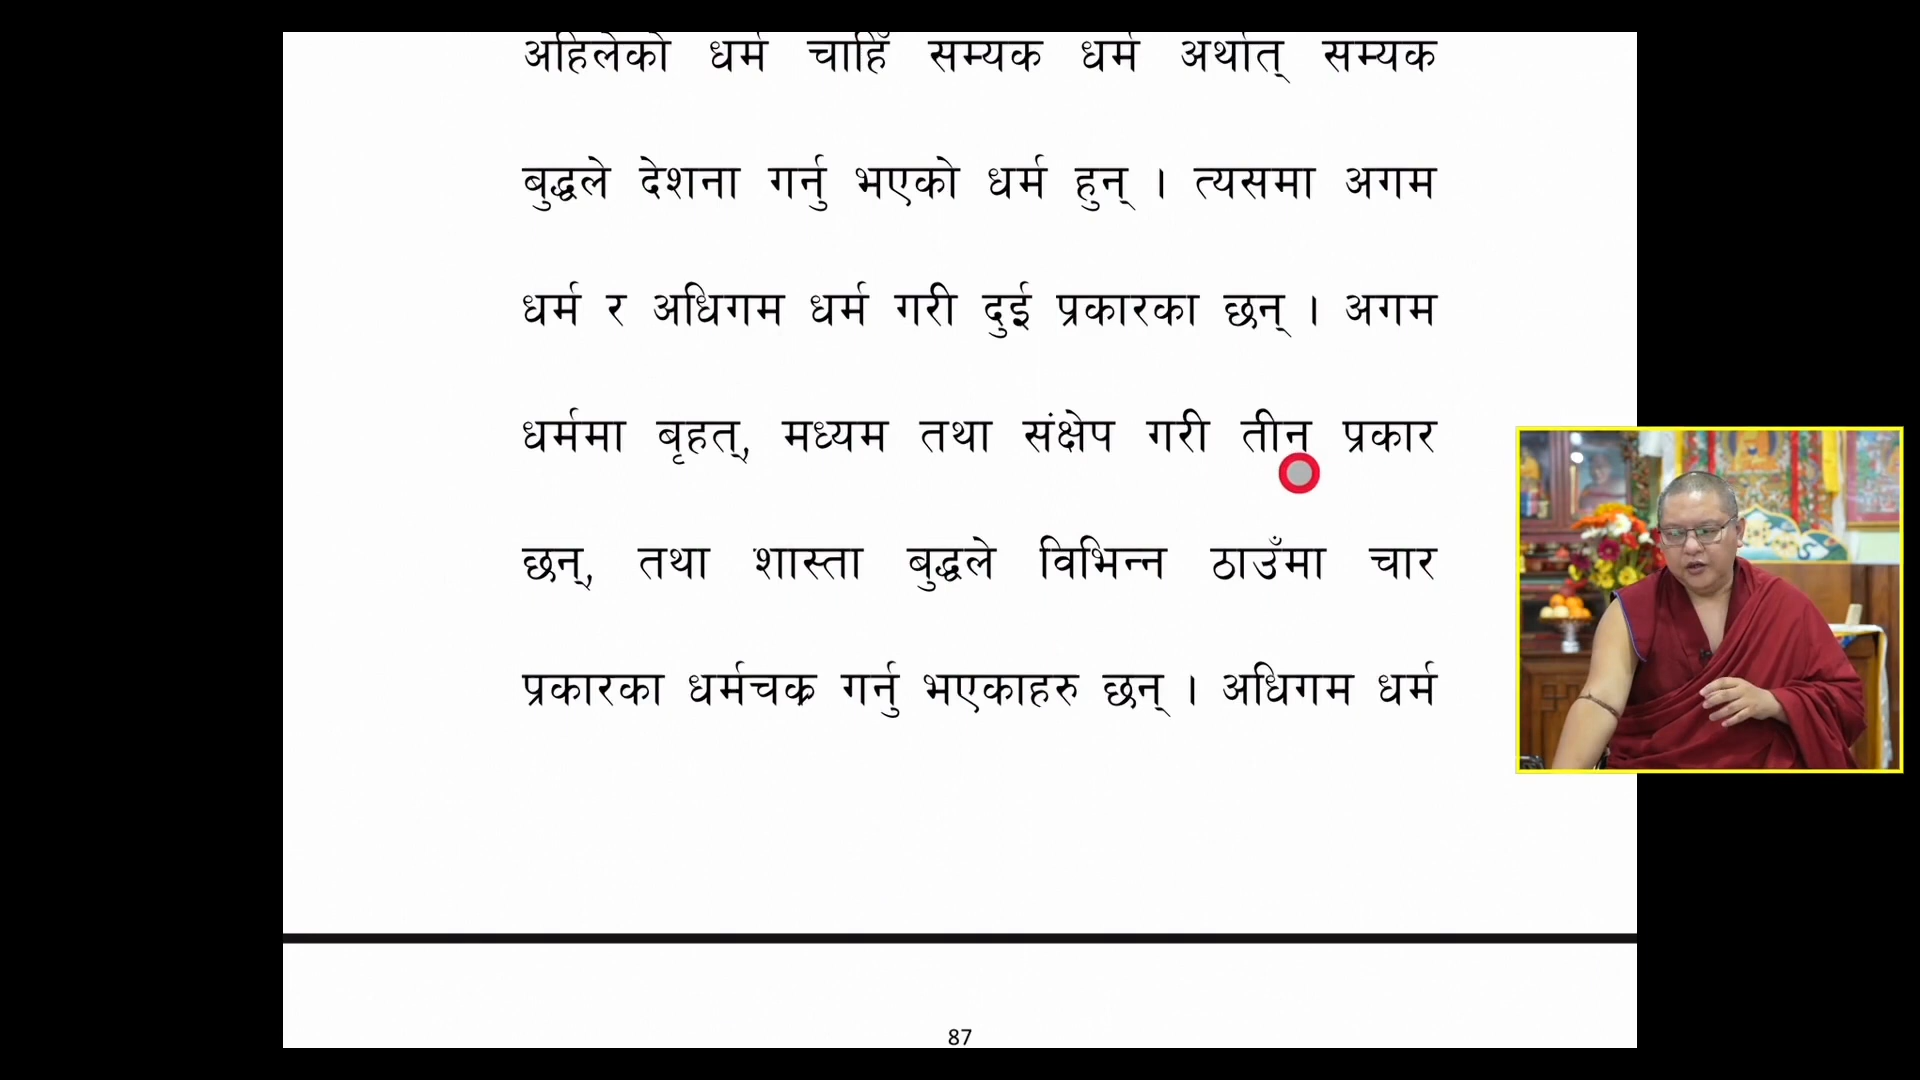 अहिलेको धर्म चाहिँ सम्यक धर्म अर्थात् सम्यक
बुद्धले देशना गर्नु भएको धर्म हुन् । त्यसमा अगम
धर्म र अधिगम धर्म गरी दुई प्रकारका छन् । अगम
धर्ममा बृहत्, मध्यम तथा संक्षेप गरी तीन प्रकार
छन्, तथा शास्ता बुद्धले विभिन्न ठाउँमा चार
प्रकारका धर्मचक्र गर्नु भएकाहरु छन् । अधिगम धर्म
87